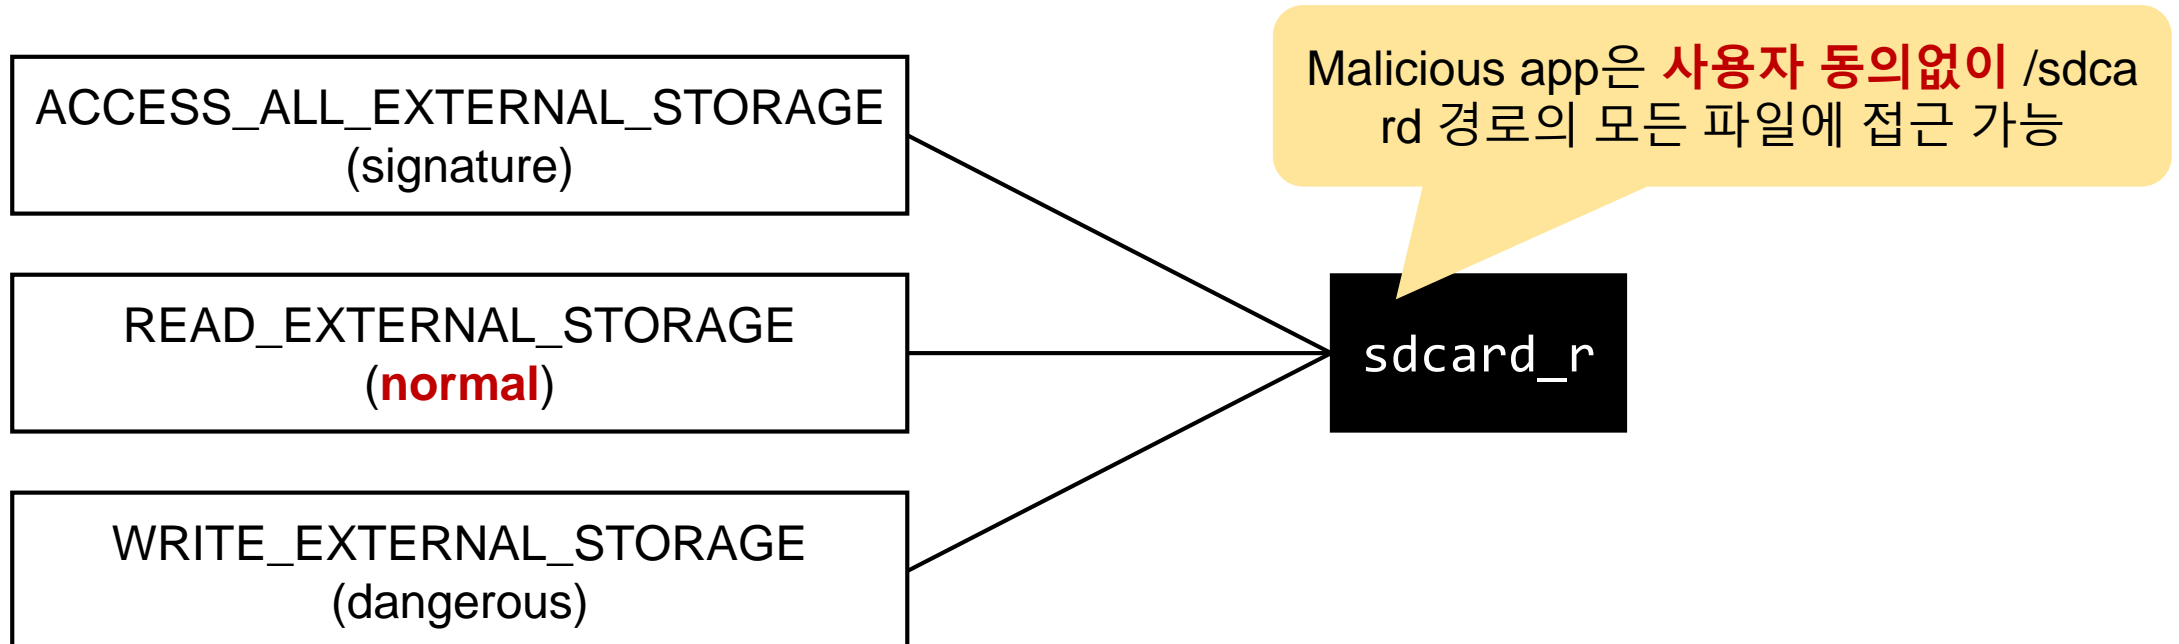 ACCESS_ALL_EXTERNAL_STORAGE
(signature)
READ_EXTERNAL_STORAGE
(normal)
WRITE_EXTERNAL_STORAGE
(dangerous)
Malicious app은 사용자 동의없이 /sdca
rd 경로의 모든 파일에 접근 가능
sdcard_r